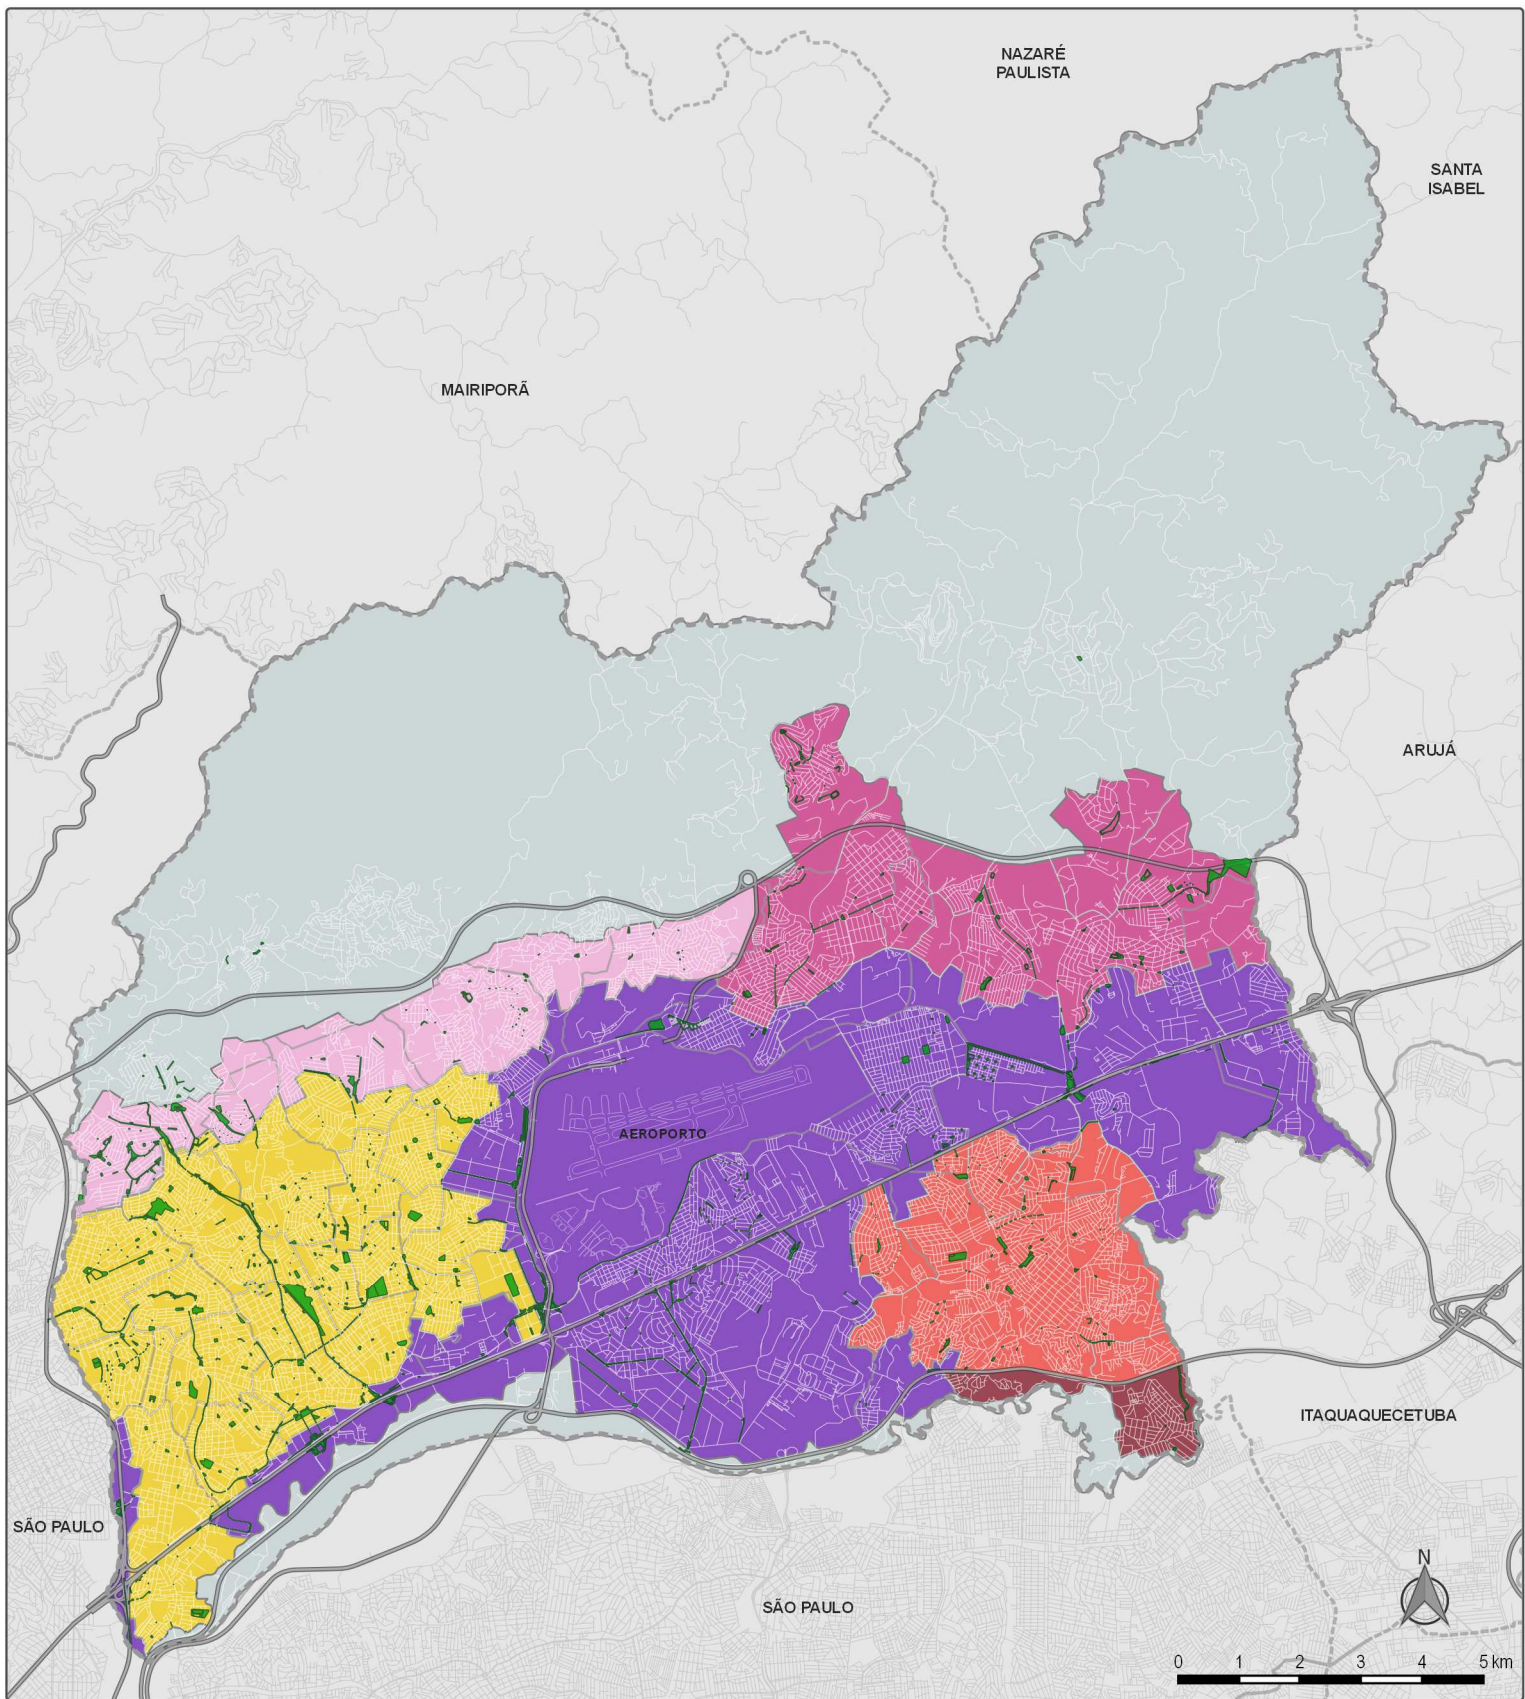 NAZARÉ
PAULISTA
SANTA
ISABEL
MAIRIPORÃ
ARUJÁ
AEROPORTO
ITAQUAQUECETUBA
SÃO PAULO
SÃO PAULO
N
0 1 2 3 4 5 km